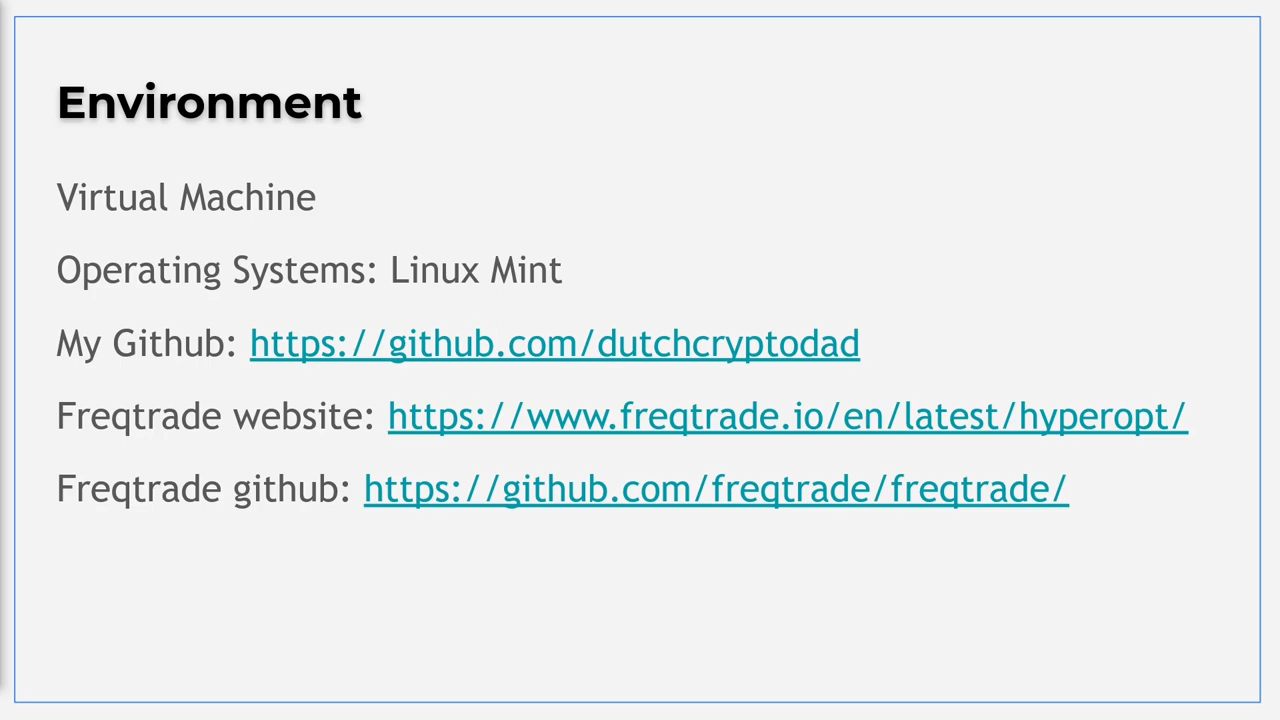 Environment
Virtual Machine
Operating Systems: Linux Mint
My Github: https://github.com/dutchcryptodad
Freqtrade website: https://www.freqtrade.io/en/latest/hyperopt/
Freqtrade github: https://github.com/freqtrade/freqtrade/